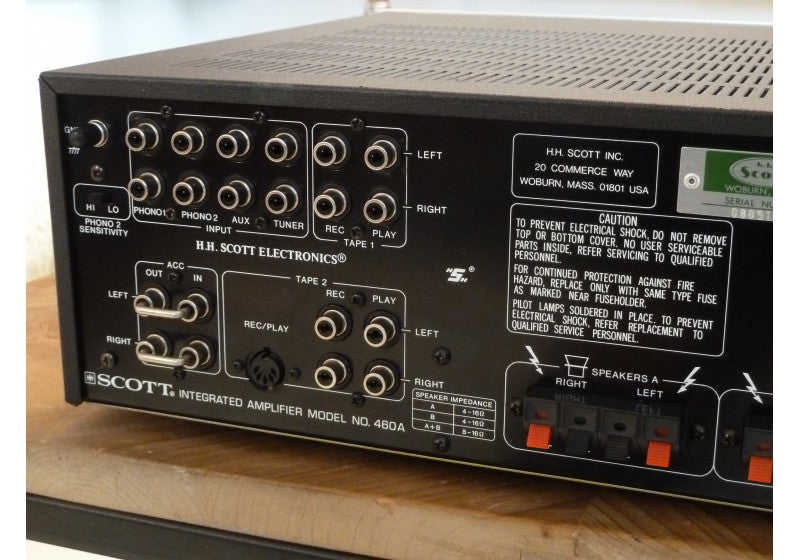 GND
HI LO
PHONO 2
SENSITIVITY
PHONO 1 PHONO 2 AUX TUNER
INPUT
LEFT
RIGHT
REC PLAY
TAPE 1
H.H. SCOTT ELECTRONICS®
ACC
OUT IN
LEFT
RIGHT
TAPE 2
REC PLAY
REC/PLAY
LEFT
RIGHT
SCOTT® INTEGRATED AMPLIFIER MODEL NO. 460A
SPEAKER IMPEDANCE
A 4-16Ω
B 4-16Ω
A+B 8-16Ω
H.H. SCOTT INC.
20 COMMERCE WAY
WOBURN, MASS. 01801 USA
Scott
WOBURN,
SERIAL NU
CAUTION
TO PREVENT ELECTRICAL SHOCK, DO NOT REMOVE
TOP OR BOTTOM COVER. NO USER SERVICEABLE
PARTS INSIDE, REFER SERVICING TO QUALIFIED
PERSONNEL.
FOR CONTINUED PROTECTION AGAINST FIRE
HAZARD, REPLACE ONLY WITH SAME TYPE FUSE
AS MARKED NEAR FUSEHOLDER.
PILOT LAMPS SOLDERED IN PLACE. TO PREVENT
ELECTRICAL SHOCK, REFER REPLACEMENT TO
QUALIFIED SERVICE PERSONNEL.
SPEAKERS A
RIGHT LEFT